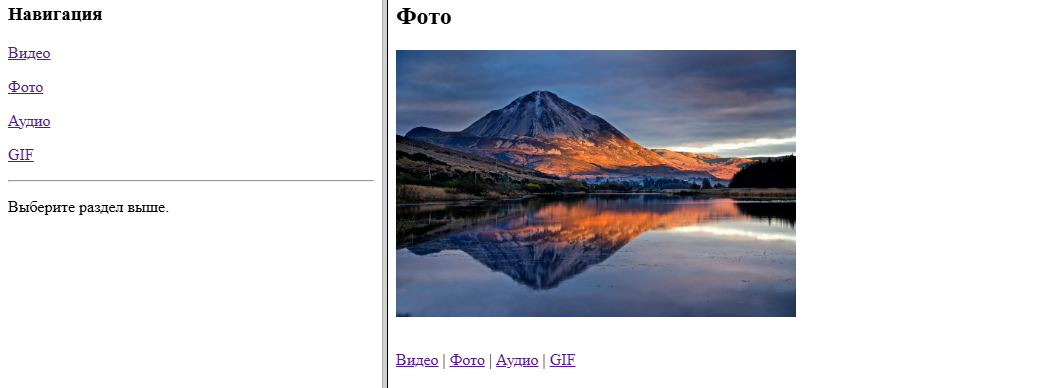 Навигация
Видео
Фото
Аудио
GIF
Выберите раздел выше.
Фото
Видео | Фото | Аудио | GIF